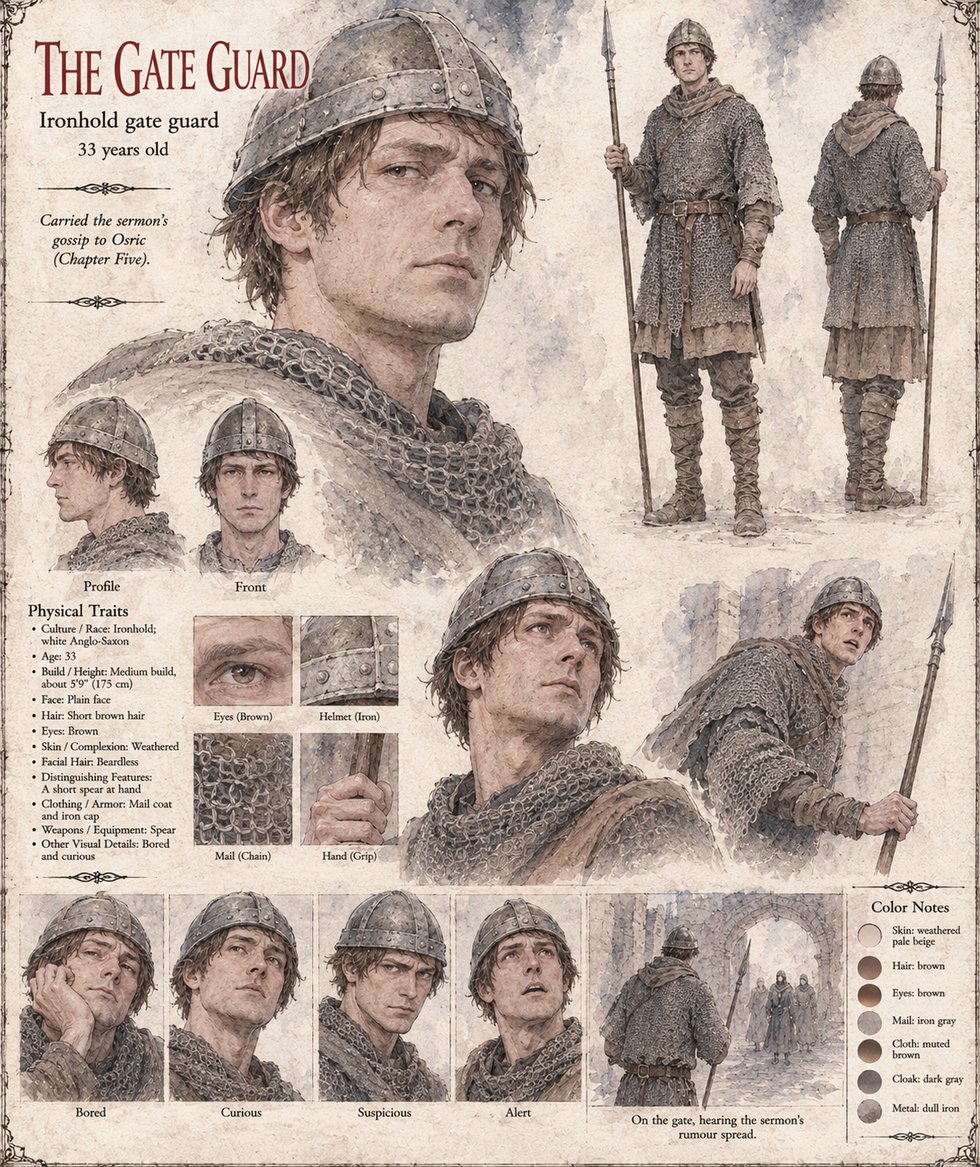 THE GATE GUARD
Ironhold gate guard
33 years old
Carried the sermon's
gossip to Osric
(Chapter Five).
Profile
Front
Physical Traits
• Culture / Race: Ironhold;
white Anglo-Saxon
• Age: 33
• Build / Height: Medium build,
about 5'9" (175 cm)
• Face: Plain face
• Hair: Short brown hair
• Eyes: Brown
• Skin / Complexion: Weathered
• Facial Hair: Beardless
• Distinguishing Features:
A short spear at hand
• Clothing / Armor: Mail coat
and iron cap
• Weapons / Equipment: Spear
• Other Visual Details: Bored
and curious
Eyes (Brown)
Helmet (Iron)
Mail (Chain)
Hand (Grip)
Bored
Curious
Suspicious
Alert
On the gate, hearing the sermon's
rumour spread.
Color Notes
Skin: weathered
pale beige
Hair: brown
Eyes: brown
Mail: iron gray
Cloth: muted
brown
Cloak: dark gray
Metal: dull iron